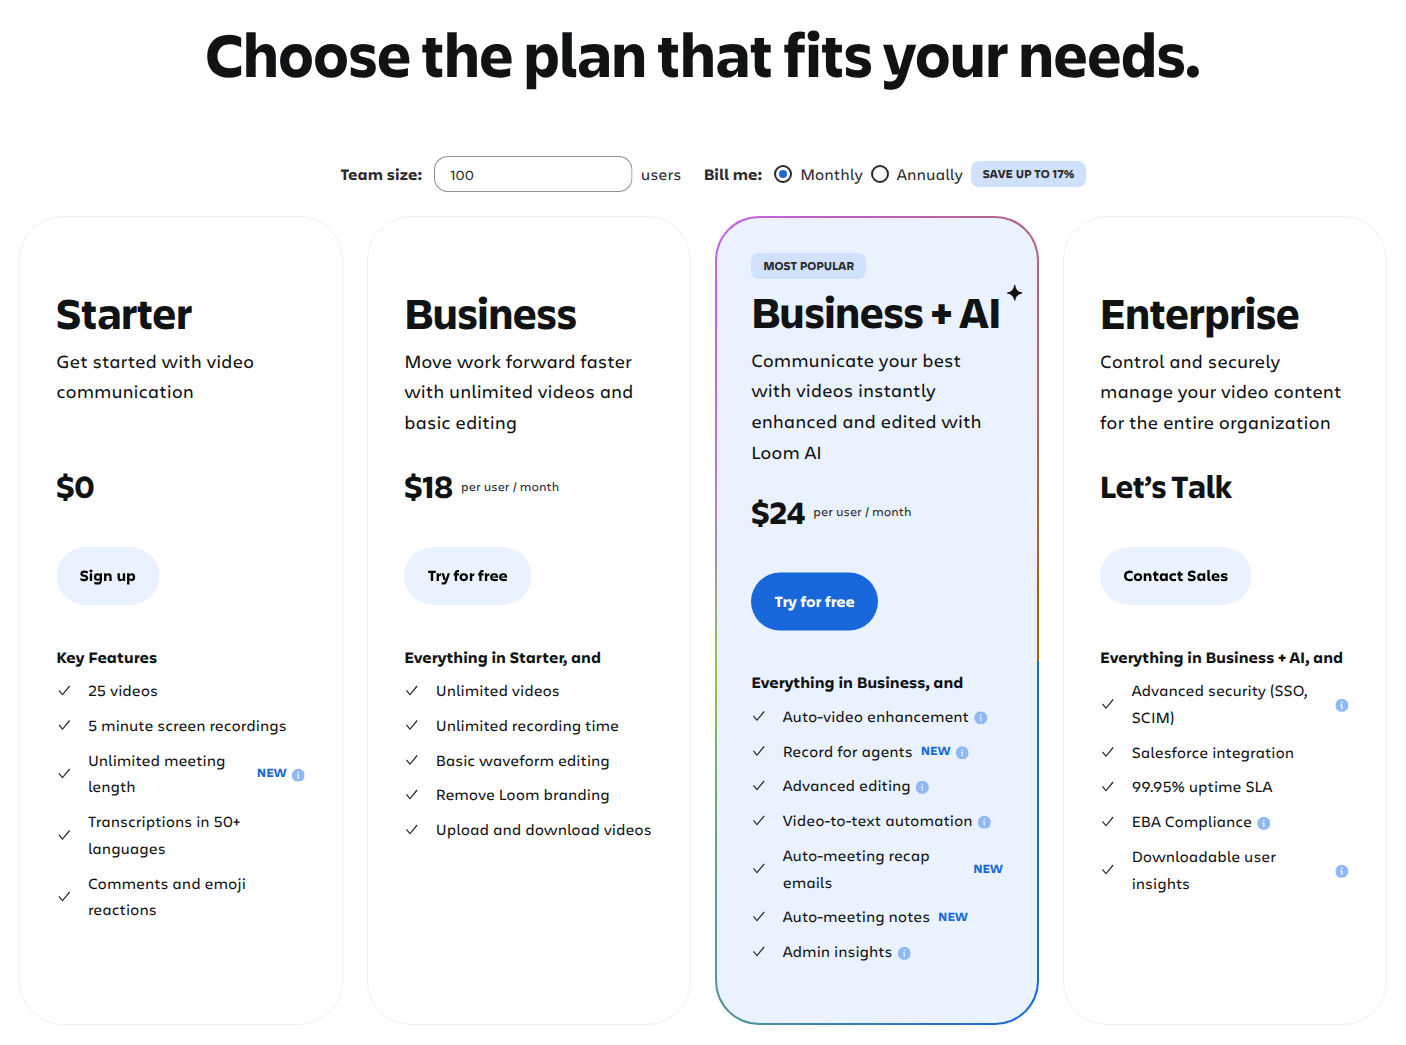 Choose the plan that fits your needs.
Team size: 100 users Bill me: Monthly Annually SAVE UP TO 17%
Starter
Get started with video
communication
$0
Sign up
Key Features
25 videos
5 minute screen recordings
Unlimited meeting
length
NEW
Transcriptions in 50+
languages
Comments and emoji
reactions
Business
Move work forward faster
with unlimited videos and
basic editing
$18 per user / month
Try for free
Everything in Starter, and
Unlimited videos
Unlimited recording time
Basic waveform editing
Remove Loom branding
Upload and download videos
MOST POPULAR
Business + AI
Communicate your best
with videos instantly
enhanced and edited with
Loom AI
$24 per user / month
Try for free
Everything in Business, and
Auto-video enhancement
Record for agents NEW
Advanced editing
Video-to-text automation
Auto-meeting recap
emails
NEW
Auto-meeting notes NEW
Admin insights
Enterprise
Control and securely
manage your video content
for the entire organization
Let's Talk
Contact Sales
Everything in Business + AI, and
Advanced security (SSO,
SCIM)
Salesforce integration
99.95% uptime SLA
EBA Compliance
Downloadable user
insights